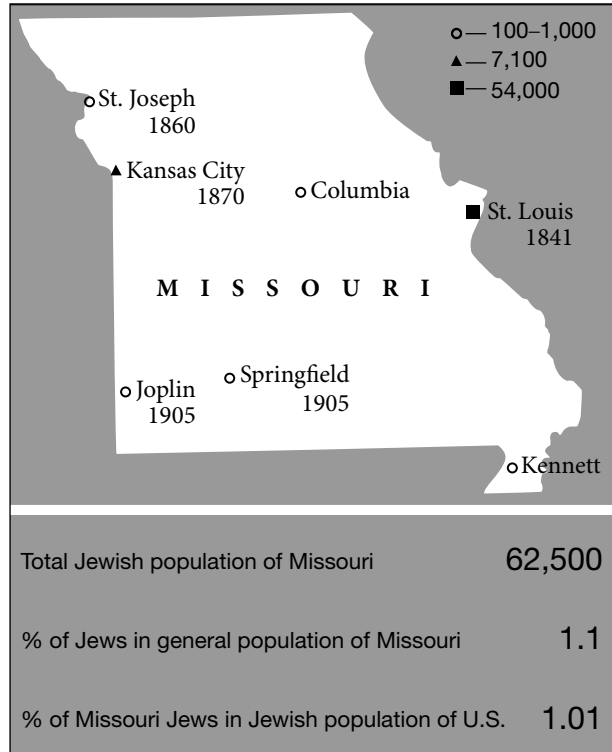 100–1,000
7,100
54,000
St. Joseph
1860
Kansas City
1870
Columbia
St. Louis
1841
MISSOURI
Springfield
1905
Joplin
1905
Kennett
Total Jewish population of Missouri 62,500
% of Jews in general population of Missouri 1.1
% of Missouri Jews in Jewish population of U.S. 1.01